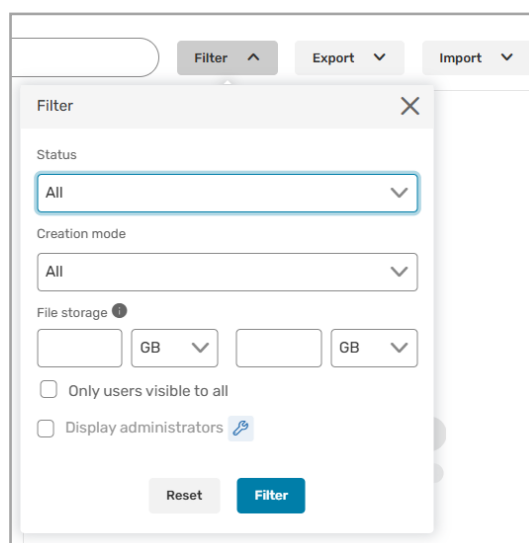 Filter Export Import
Filter
Status
All
Creation mode
All
File storage
GB GB
Only users visible to all
Display administrators
Reset Filter